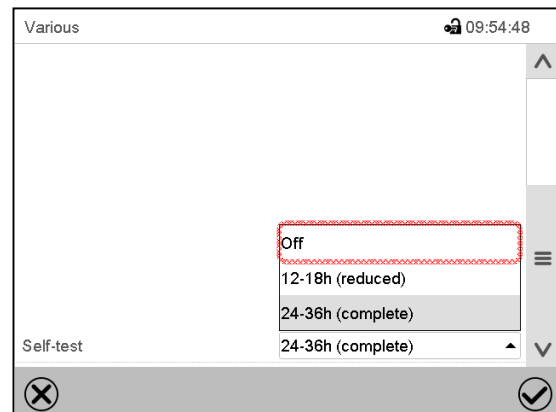 Various 09:54:48
Off
12-18h (reduced)
24-36h (complete)
Self-test 24-36h (complete)